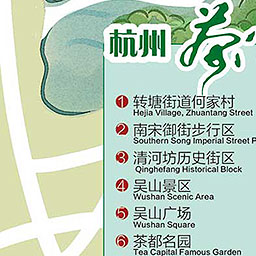 杭州茶
1 转塘街道何家村
Hejia Village, Zhuantang Street
2 南宋御街步行区
Southern Song Imperial Street P
3 清河坊历史街区
Qinghefang Historical Block
4 吴山景区
Wushan Scenic Area
5 吴山广场
Wushan Square
6 茶都名园
Tea Capital Famous Garden